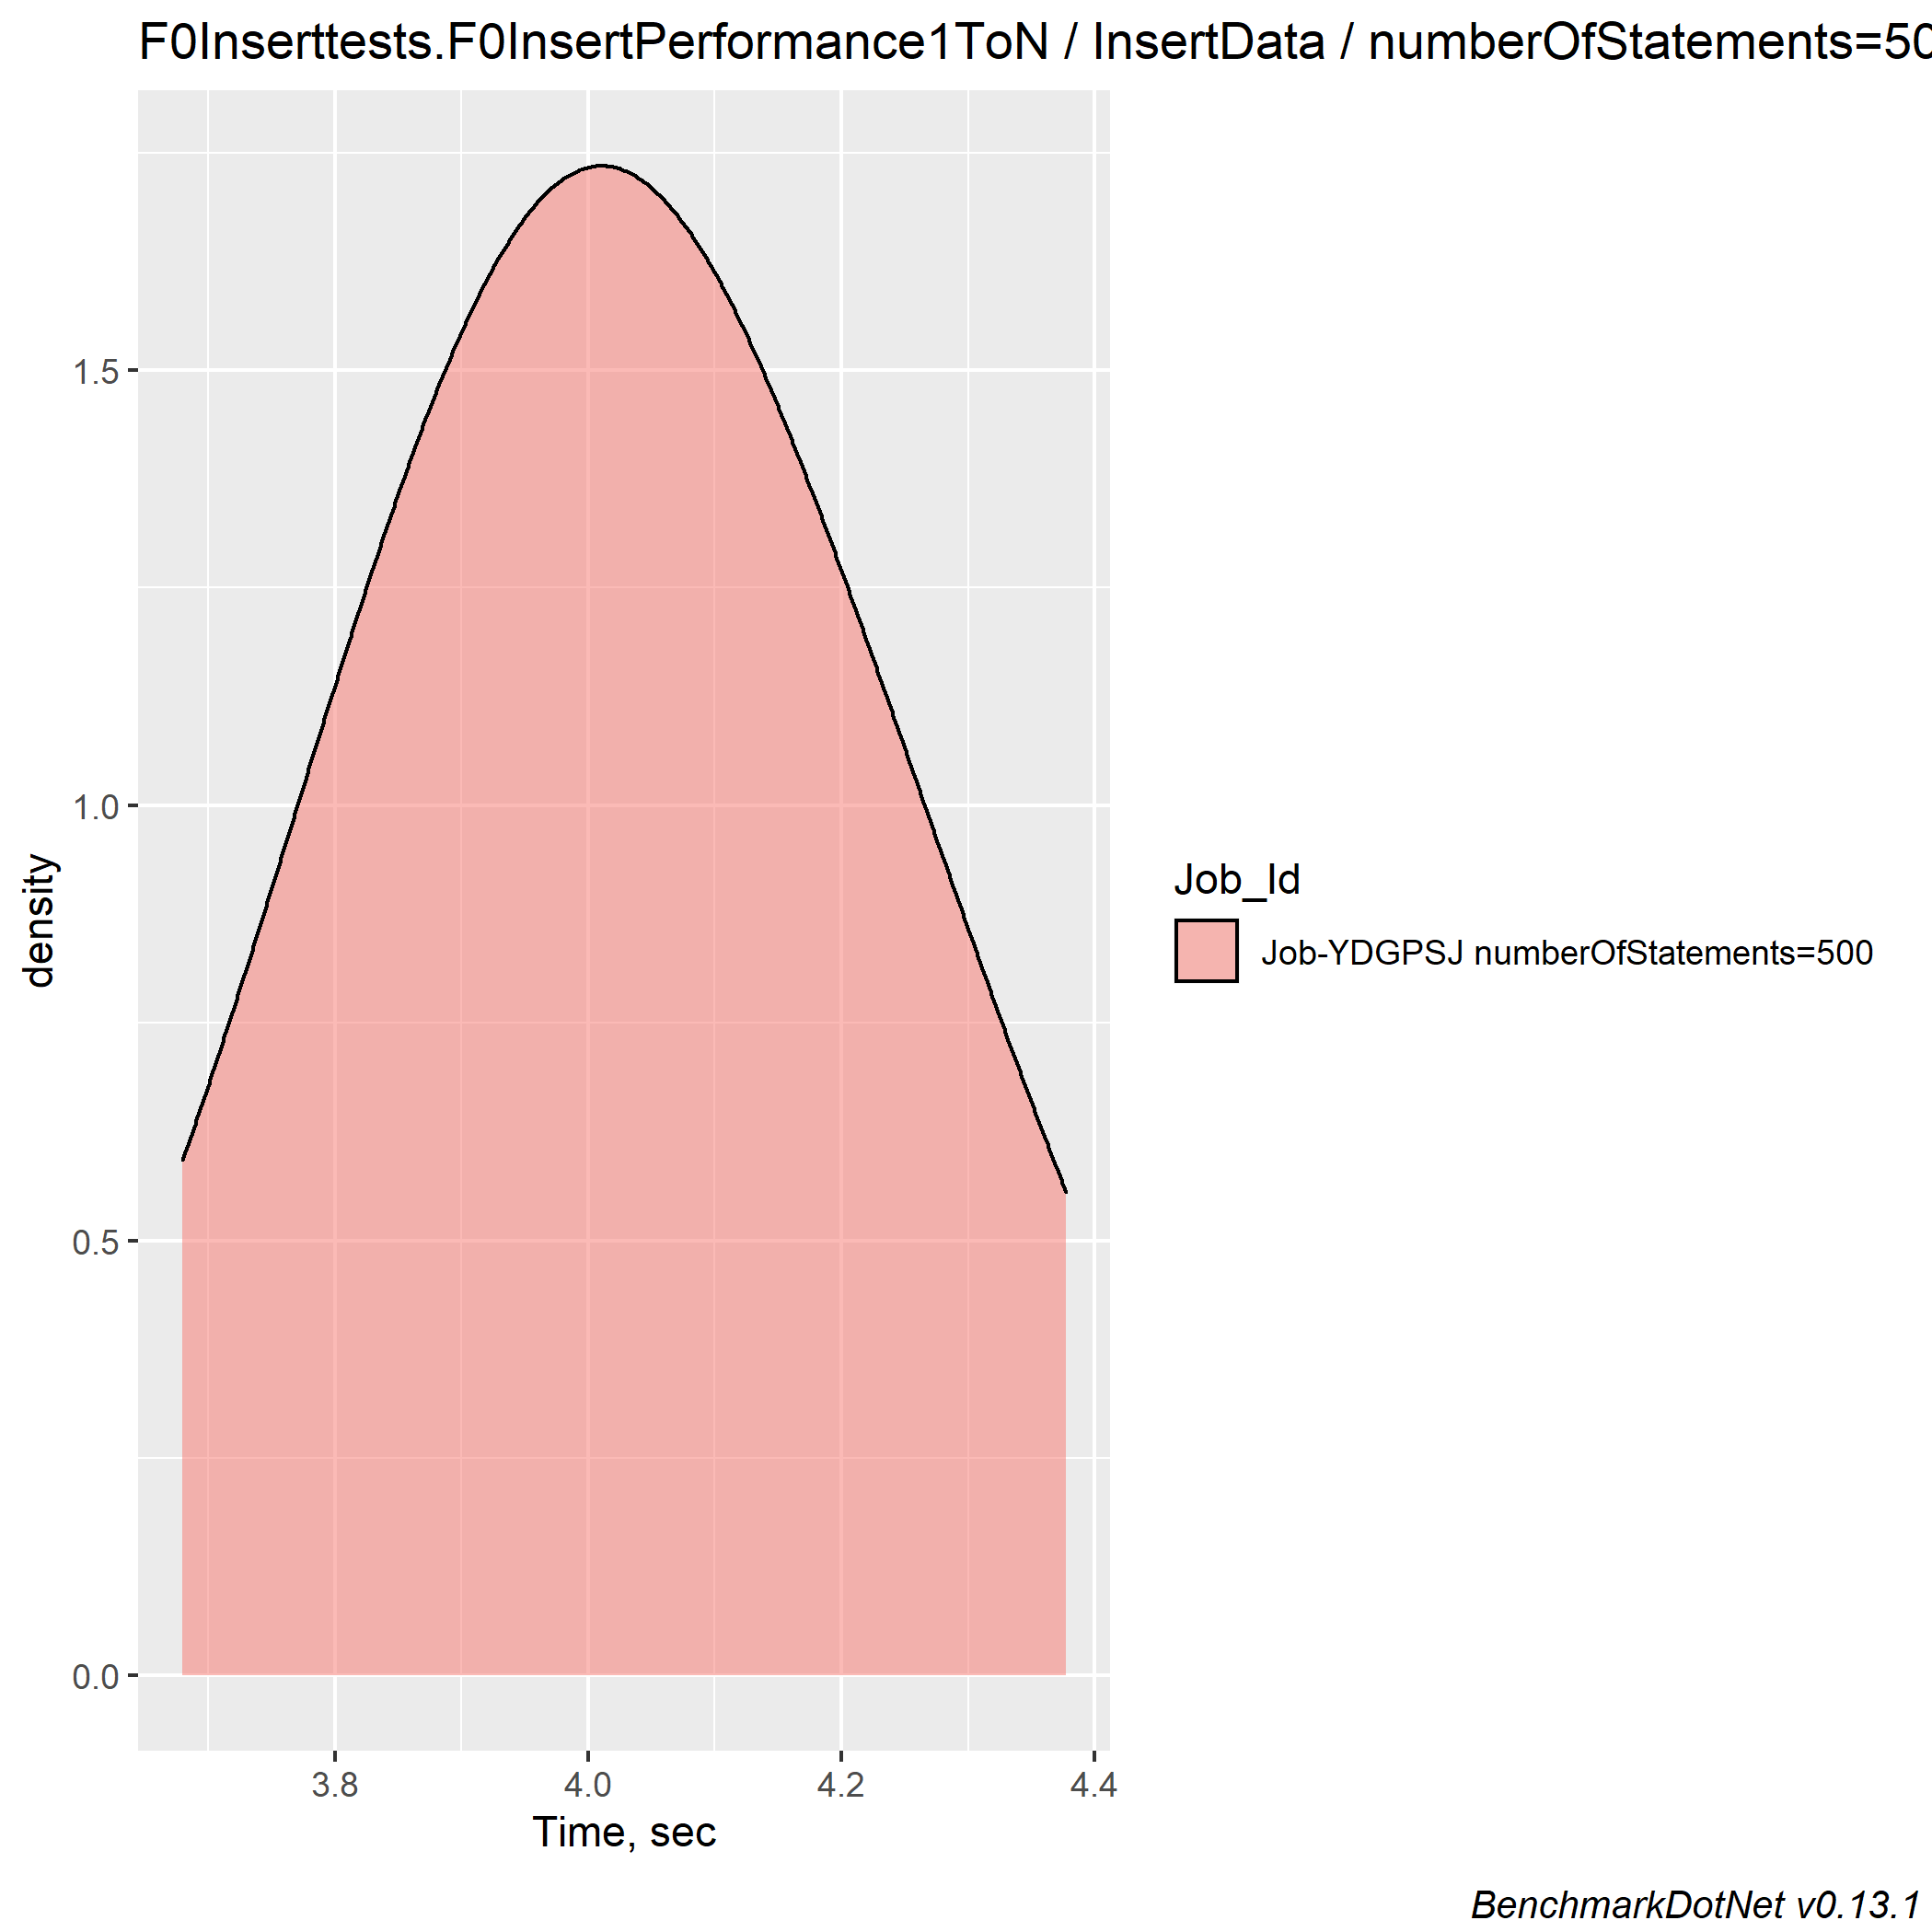 F0Inserttests.F0InsertPerformance1ToN / InsertData / numberOfStatements=50
1.5
1.0
0.5
0.0
density
3.8 4.0 4.2 4.4
Time, sec
Job_Id
Job-YDGPSJ numberOfStatements=500
BenchmarkDotNet v0.13.1